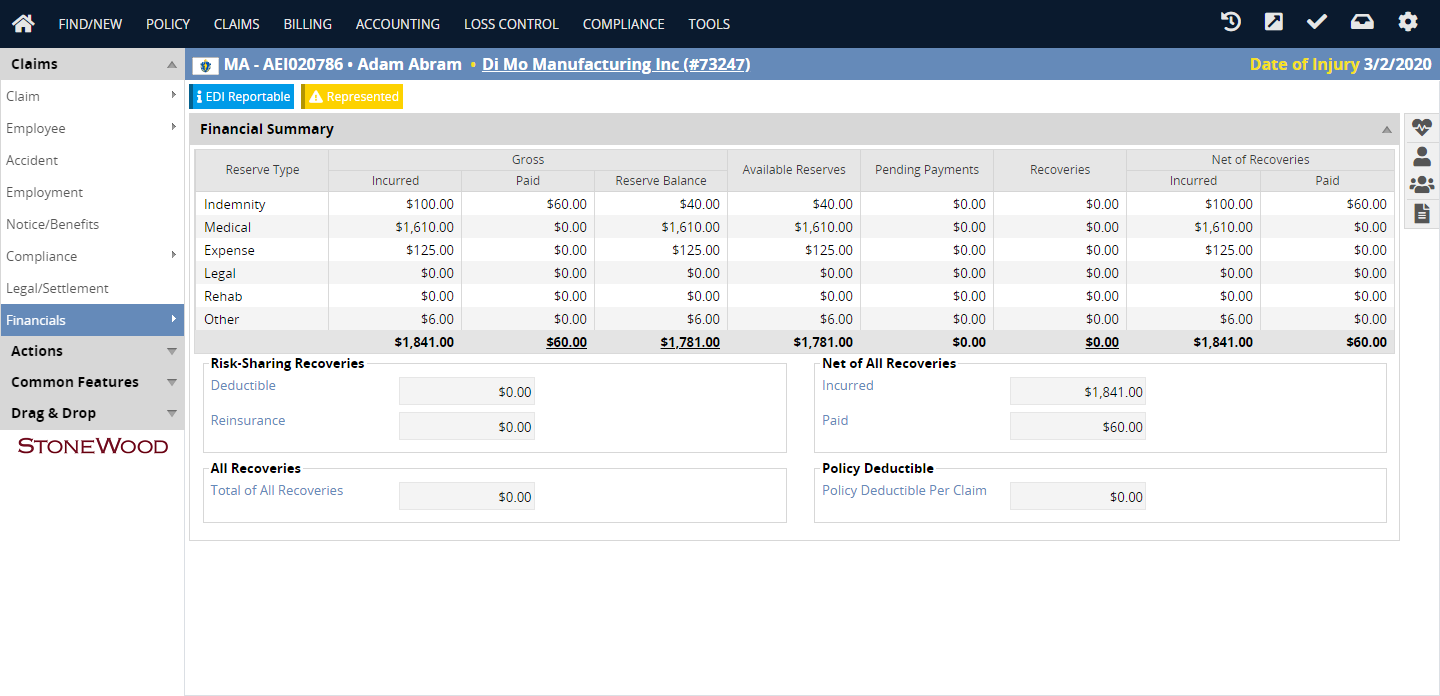 FIND/NEW POLICY CLAIMS BILLING ACCOUNTING LOSS CONTROL COMPLIANCE TOOLS
Claims
Claim
Employee
Accident
Employment
Notice/Benefits
Compliance
Legal/Settlement
Financials
Actions
Common Features
Drag & Drop
STONEWOOD
MA - AEI020786 • Adam Abram • Di Mo Manufacturing Inc (#73247) Date of Injury 3/2/2020
EDI Reportable Represented
Financial Summary
Reserve Type Gross Available Reserves Pending Payments Recoveries Net of Recoveries
Incurred Paid Reserve Balance Incurred Paid
Indemnity $100.00 $60.00 $40.00 $40.00 $0.00 $0.00 $100.00 $60.00
Medical $1,610.00 $0.00 $1,610.00 $1,610.00 $0.00 $0.00 $1,610.00 $0.00
Expense $125.00 $0.00 $125.00 $125.00 $0.00 $0.00 $125.00 $0.00
Legal $0.00 $0.00 $0.00 $0.00 $0.00 $0.00 $0.00 $0.00
Rehab $0.00 $0.00 $0.00 $0.00 $0.00 $0.00 $0.00 $0.00
Other $6.00 $0.00 $6.00 $6.00 $0.00 $0.00 $6.00 $0.00
$1,841.00 $60.00 $1,781.00 $1,781.00 $0.00 $0.00 $1,841.00 $60.00
Risk-Sharing Recoveries
Deductible $0.00
Reinsurance $0.00
Net of All Recoveries
Incurred $1,841.00
Paid $60.00
All Recoveries
Total of All Recoveries $0.00
Policy Deductible
Policy Deductible Per Claim $0.00